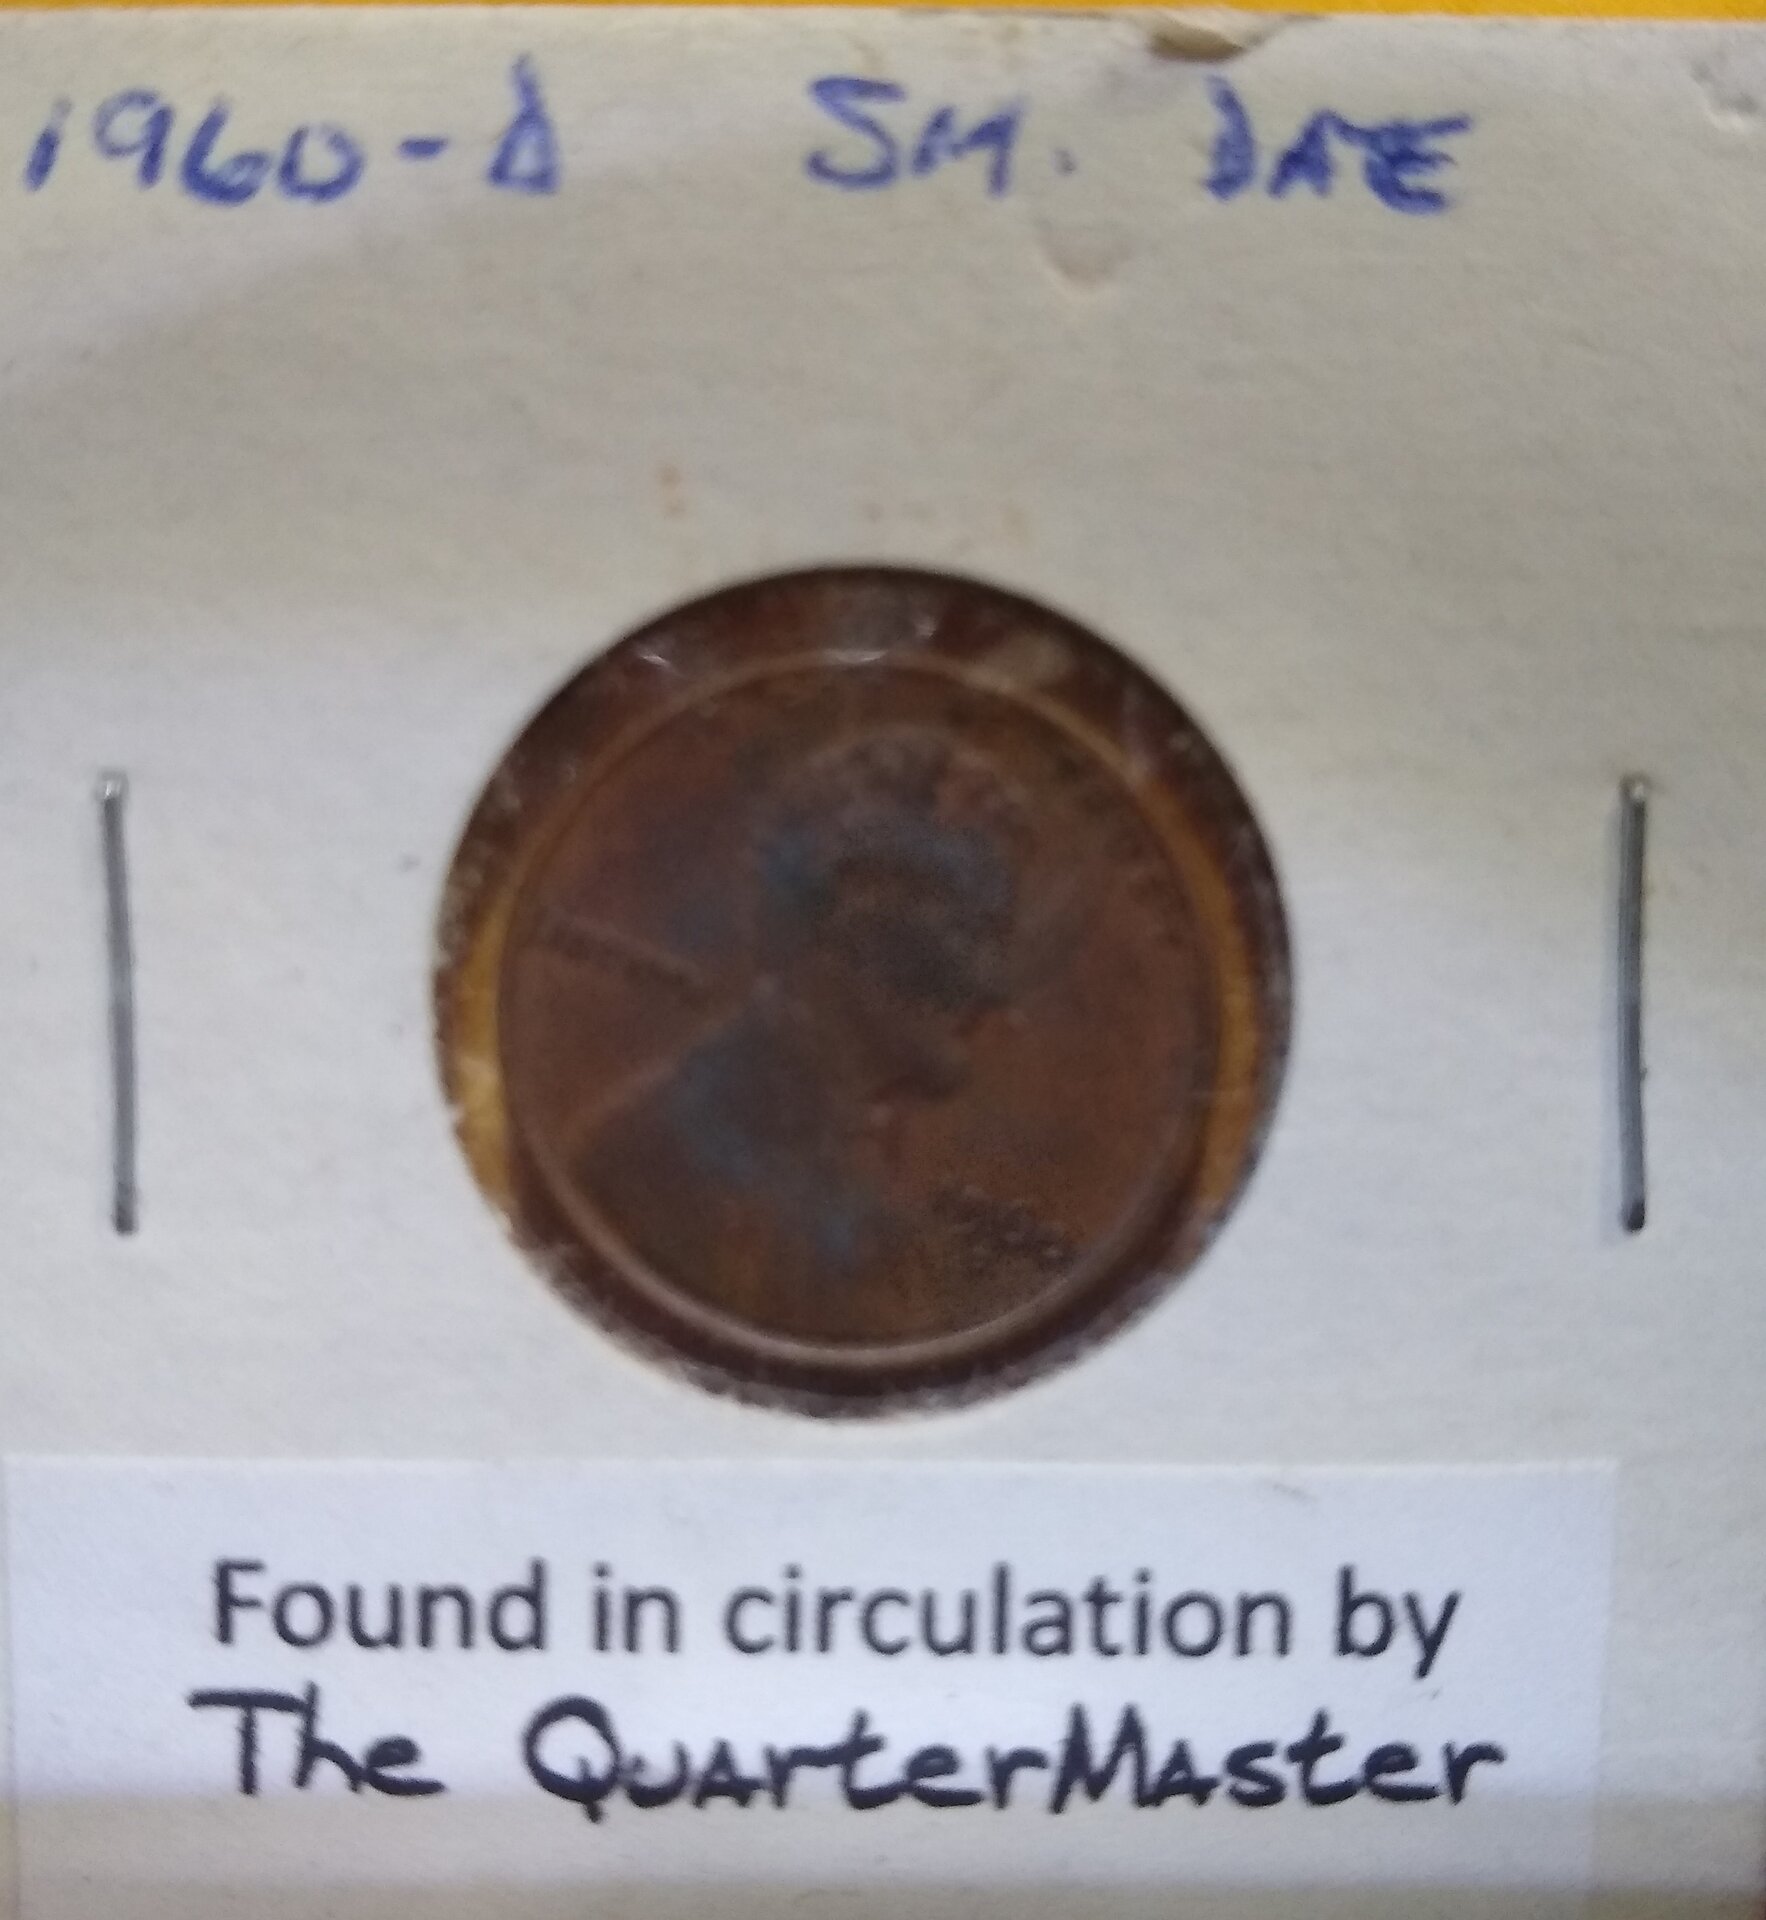 1960-D SM. DATE
Found in circulation by
The QuarterMaster